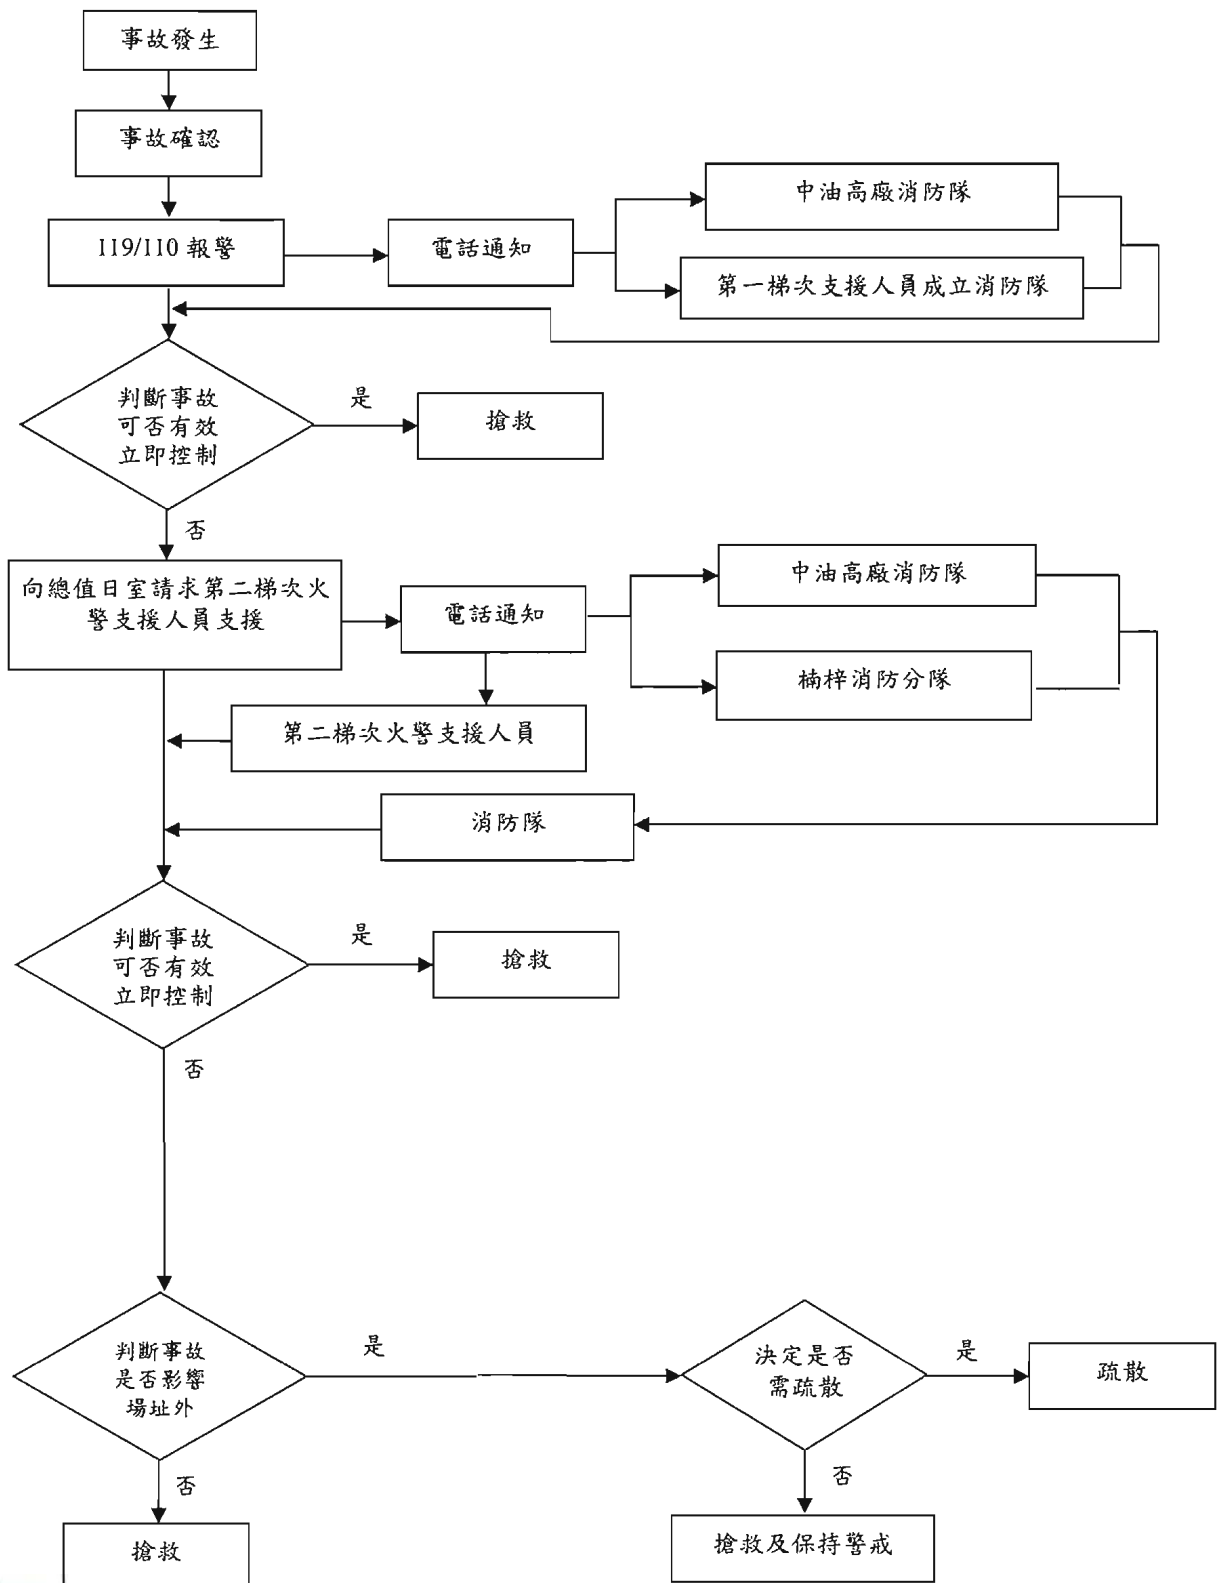 事故發生
事故確認
119/110 報警
電話通知
中油高廠消防隊
第一梯次支援人員成立消防隊
判斷事故
可否有效
立即控制
是
搶救
否
向總值日室請求第二梯次火
警支援人員支援
電話通知
中油高廠消防隊
楠梓消防分隊
第二梯次火警支援人員
消防隊
判斷事故
可否有效
立即控制
是
搶救
否
判斷事故
是否影響
場址外
是
決定是否
需疏散
是
疏散
否
搶救
否
搶救及保持警戒